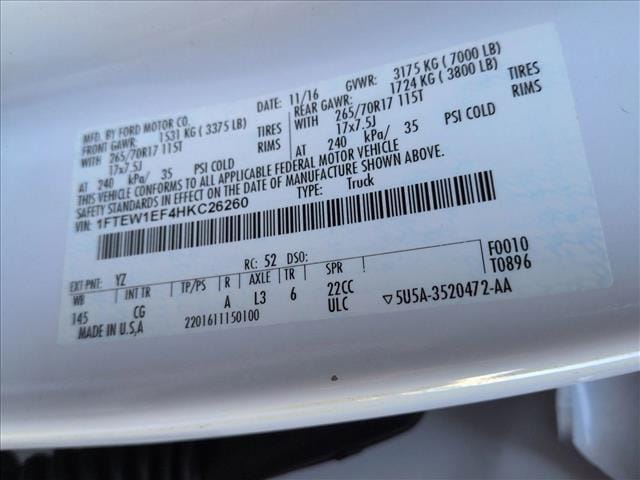 MFD. BY FORD MOTOR CO. DATE: 11/16 GVWR: 3175 KG ( 7000 LB)
FRONT GAWR: 1531 KG ( 3375 LB) REAR GAWR: 1724 KG ( 3800 LB)
WITH 265/70R17 115T TIRES WITH 265/70R17 115T TIRES
17x7.5J RIMS 17x7.5J RIMS
AT 240 kPa/ 35 PSI COLD AT 240 kPa/ 35 PSI COLD
THIS VEHICLE CONFORMS TO ALL APPLICABLE FEDERAL MOTOR VEHICLE
SAFETY STANDARDS IN EFFECT ON THE DATE OF MANUFACTURE SHOWN ABOVE.
VIN: 1FTEW1EF4HKC26260 TYPE: Truck
EXT PNT: YZ RC: 52 DSO: F0010
WB INT TR TP/PS R AXLE TR SPR T0896
145 CG A L3 6 22CC
ULC
MADE IN U.S.A 2201611150100 ▽5U5A-3520472-AA